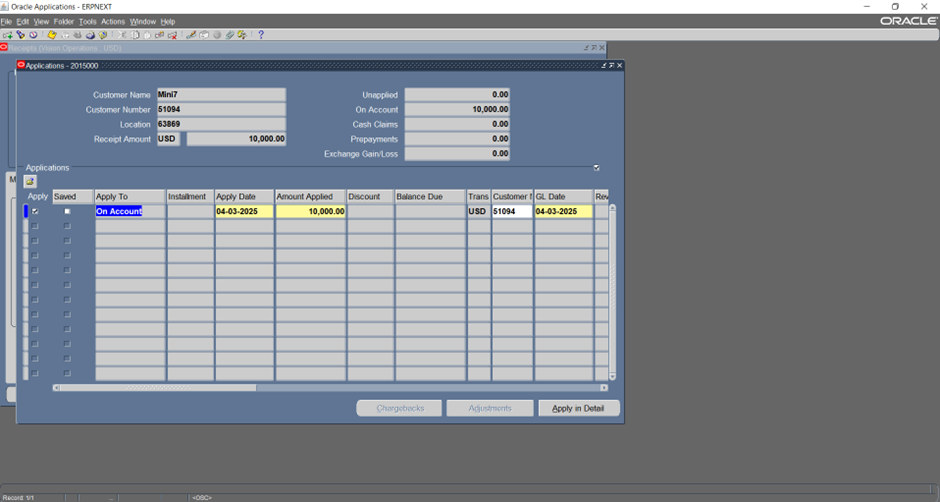 Oracle Applications - ERPNEXT
File Edit View Folder Tools Actions Window Help
ORACLE
Receipts (Vision Operations : USD)
Applications - 2015000
Customer Name Mini7 Unapplied 0.00
Customer Number 51094 On Account 10,000.00
Location 63869 Cash Claims 0.00
Receipt Amount USD 10,000.00 Prepayments 0.00
Exchange Gain/Loss 0.00
Applications
M
Apply Saved Apply To Installment Apply Date Amount Applied Discount Balance Due Trans Customer N GL Date Rev
On Account 04-03-2025 10,000.00 USD 51094 04-03-2025
Chargebacks Adjustments Apply in Detail
Record: 1/1 ... <OSC>